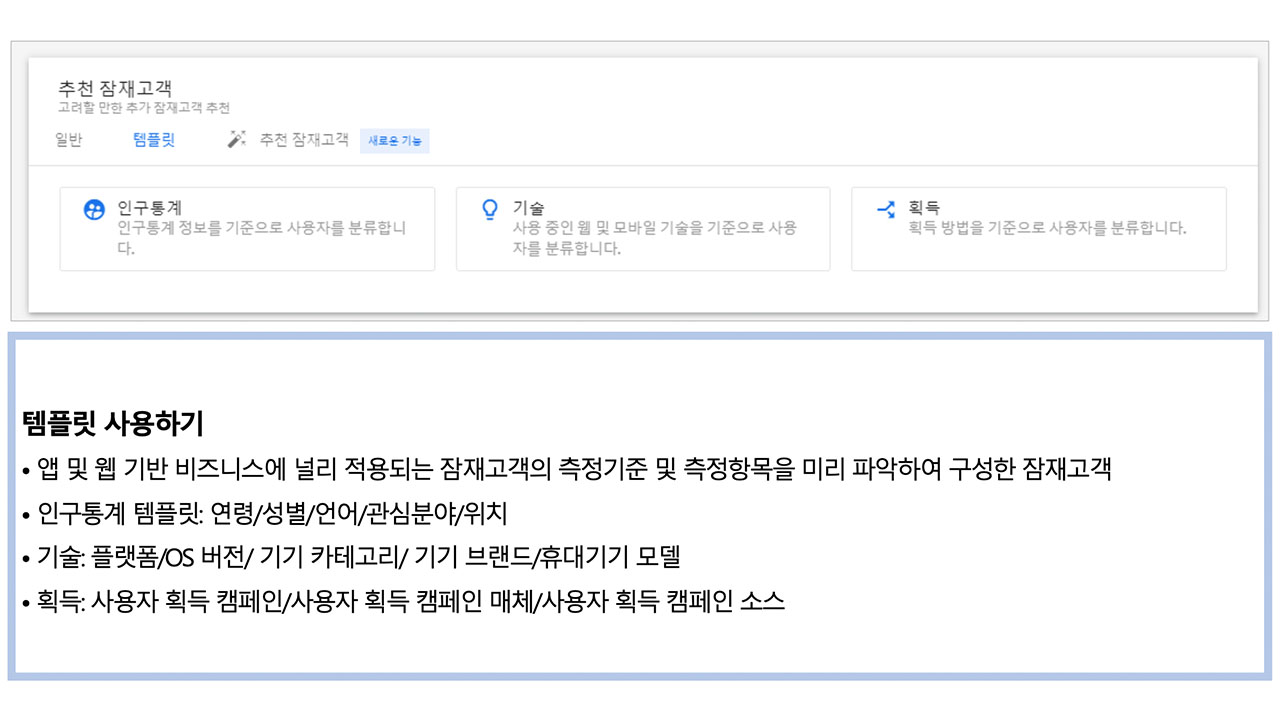 추천 잠재고객
고려할 만한 추가 잠재고객 추천
일반 템플릿 추천 잠재고객 새로운 기능
인구통계
인구통계 정보를 기준으로 사용자를 분류합니
다.
기술
사용 중인 웹 및 모바일 기술을 기준으로 사용
자를 분류합니다.
획득
획득 방법을 기준으로 사용자를 분류합니다.
템플릿 사용하기
• 앱 및 웹 기반 비즈니스에 널리 적용되는 잠재고객의 측정기준 및 측정항목을 미리 파악하여 구성한 잠재고객
• 인구통계 템플릿: 연령/성별/언어/관심분야/위치
• 기술: 플랫폼/OS 버전/ 기기 카테고리/ 기기 브랜드/휴대기기 모델
• 획득: 사용자 획득 캠페인/사용자 획득 캠페인 매체/사용자 획득 캠페인 소스